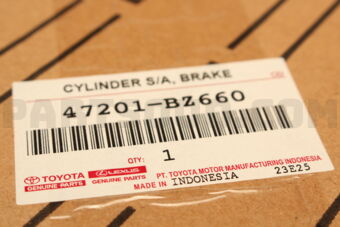 CYLINDER S/A, BRAKE
47201-BZ660
QTY: 1
TOYOTA
GENUINE PARTS
LEXUS
GENUINE PARTS
PT. TOYOTA MOTOR MANUFACTURING INDONESIA
MADE IN INDONESIA 23E25